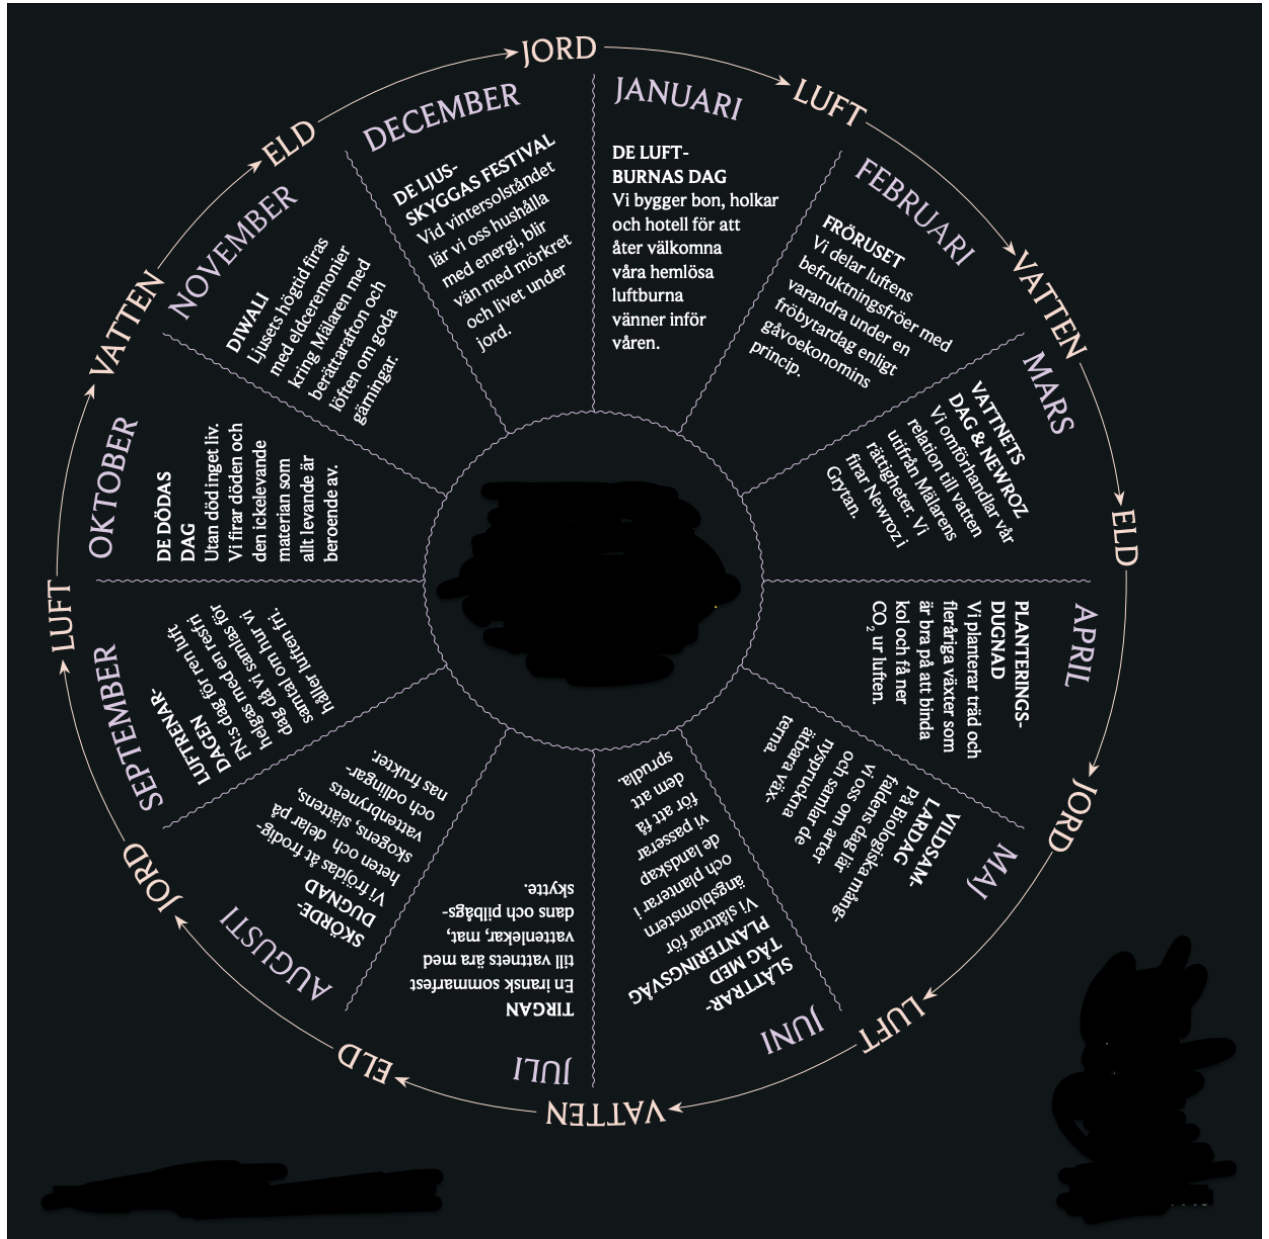 JORD
JANUARI
DE LUFT-
BURNAS DAG
Vi bygger bon, holkar
och hotell för att
åter välkomna
våra hemlösa
luftburna
vänner inför
våren.
LUFT
FEBRUARI
FRÖRUSET
Vi delar luftens
befruktningsfröer med
varandra under en
fröbytardag enligt
gåvoekonomins
princip.
VATTEN
MARS
VATTNETS
DAG & NEWROZ
Vi omförhandlar vår
relation till vatten
utifrån Mälarens
rättigheter. Vi
firar Newroz i
Grytan.
ELD
APRIL
PLANTERINGS-
DUGNAD
Vi planterar träd och
fleråriga växter som
är bra på att binda
kol och få ner
CO₂ ur luften.
JORD
MAJ
VILDSAM-
LARDAG
På Biologiska mång-
faldens dag lär
vi oss om arter
och samlar de
nyspruckna
ätbara väx-
terna.
LUFT
JUNI
SLÅTTRAR-
TÅG MED
PLANTERINGSVÅG
Vi slåttrar för
ängsblomstern
och planterar i
de landskap
vi passerar
för att få
dem att
sprudla.
VATTEN
JULI
TIRGAN
En iransk sommarfest
till vattnets ära med
vattenlekar, mat,
dans och pilbågs-
skytte.
ELD
AUGUSTI
SKÖRDE-
DUGNAD
Vi fröjdas åt frodig-
heten och delar på
skogens, slättens,
vattenbrynets
och odlingar-
nas frukter.
JORD
SEPTEMBER
LUFTRENAR-
DAGEN
FN:s dag för ren luft
helgas med en resfri
dag då vi samlas för
samtal om hur vi
håller luften fri.
LUFT
OKTOBER
DE DÖDAS
DAG
Utan död inget liv.
Vi firar döden och
den ickelevande
materian som
allt levande är
beroende av.
VATTEN
NOVEMBER
DIWALI
Ljusets högtid firas
med eldceremonier
kring Mälaren med
berättarafton och
löften om goda
gärningar.
ELD
DECEMBER
DE LJUS-
SKYGGAS FESTIVAL
Vid vintersolståndet
lär vi oss hushålla
med energi, blir
vän med mörkret
och livet under
jord.